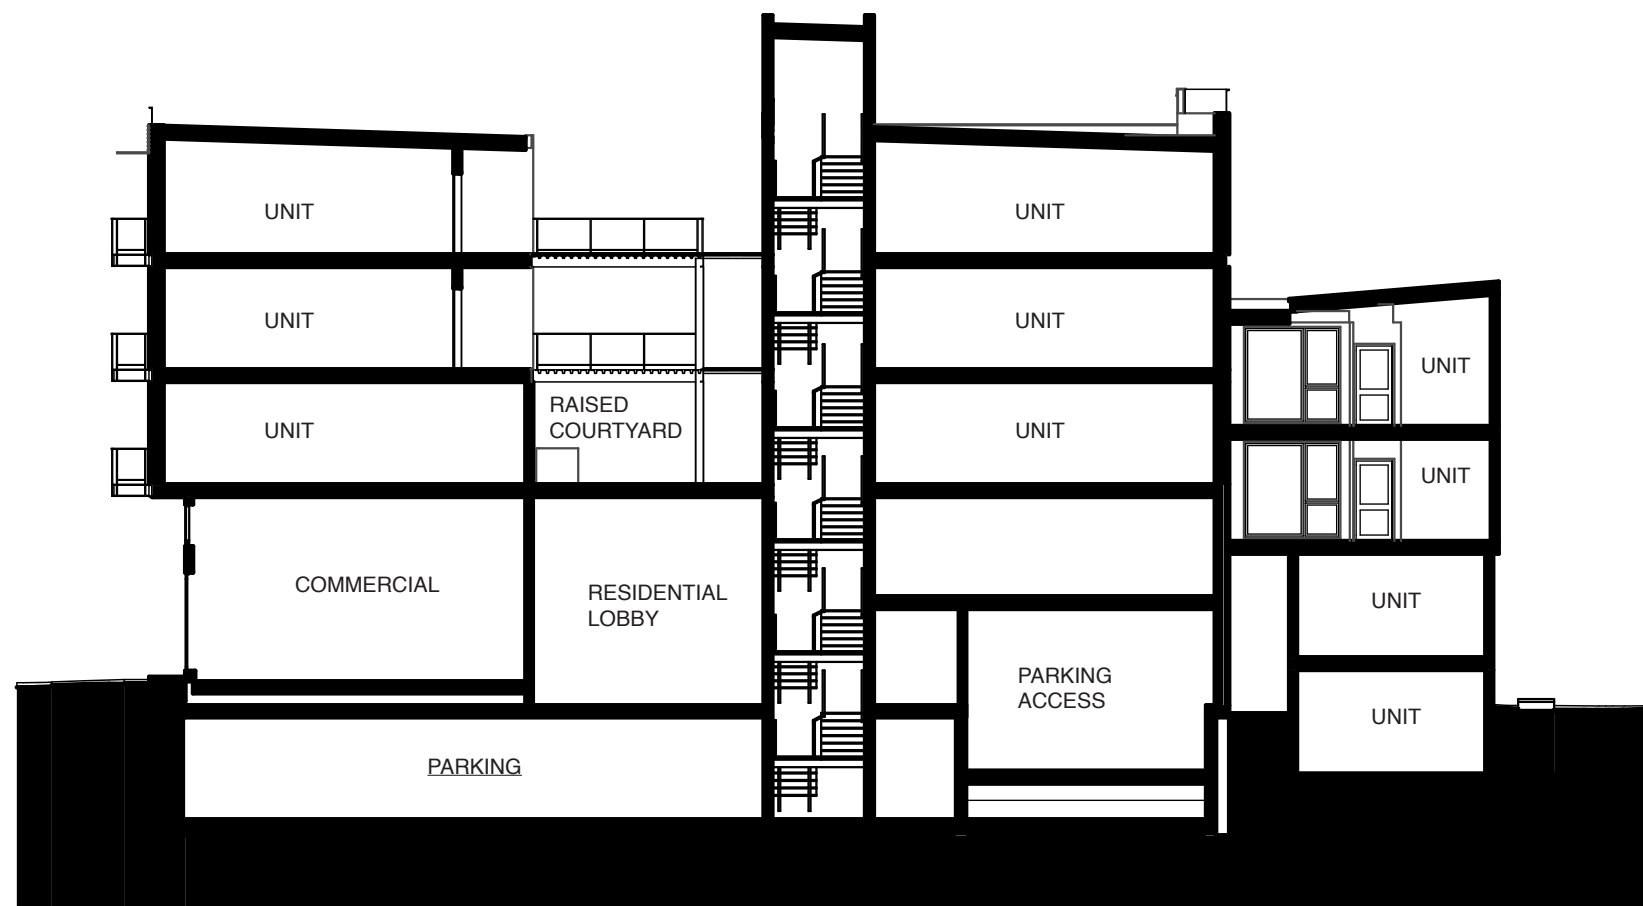 UNIT
UNIT
UNIT
UNIT
UNIT
UNIT
RAISED
COURTYARD
UNIT
UNIT
UNIT
COMMERCIAL
RESIDENTIAL
LOBBY
UNIT
PARKING
ACCESS
UNIT
PARKING